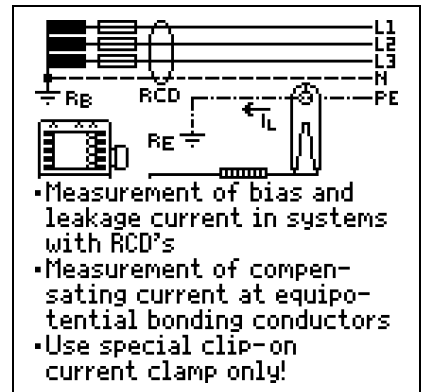 L1
L2
L3
N
RB RCD PE
IL
RE
▪Measurement of bias and
leakage current in systems
with RCD's
▪Measurement of compen-
sating current at equipo-
tential bonding conductors
▪Use special clip-on
current clamp only!